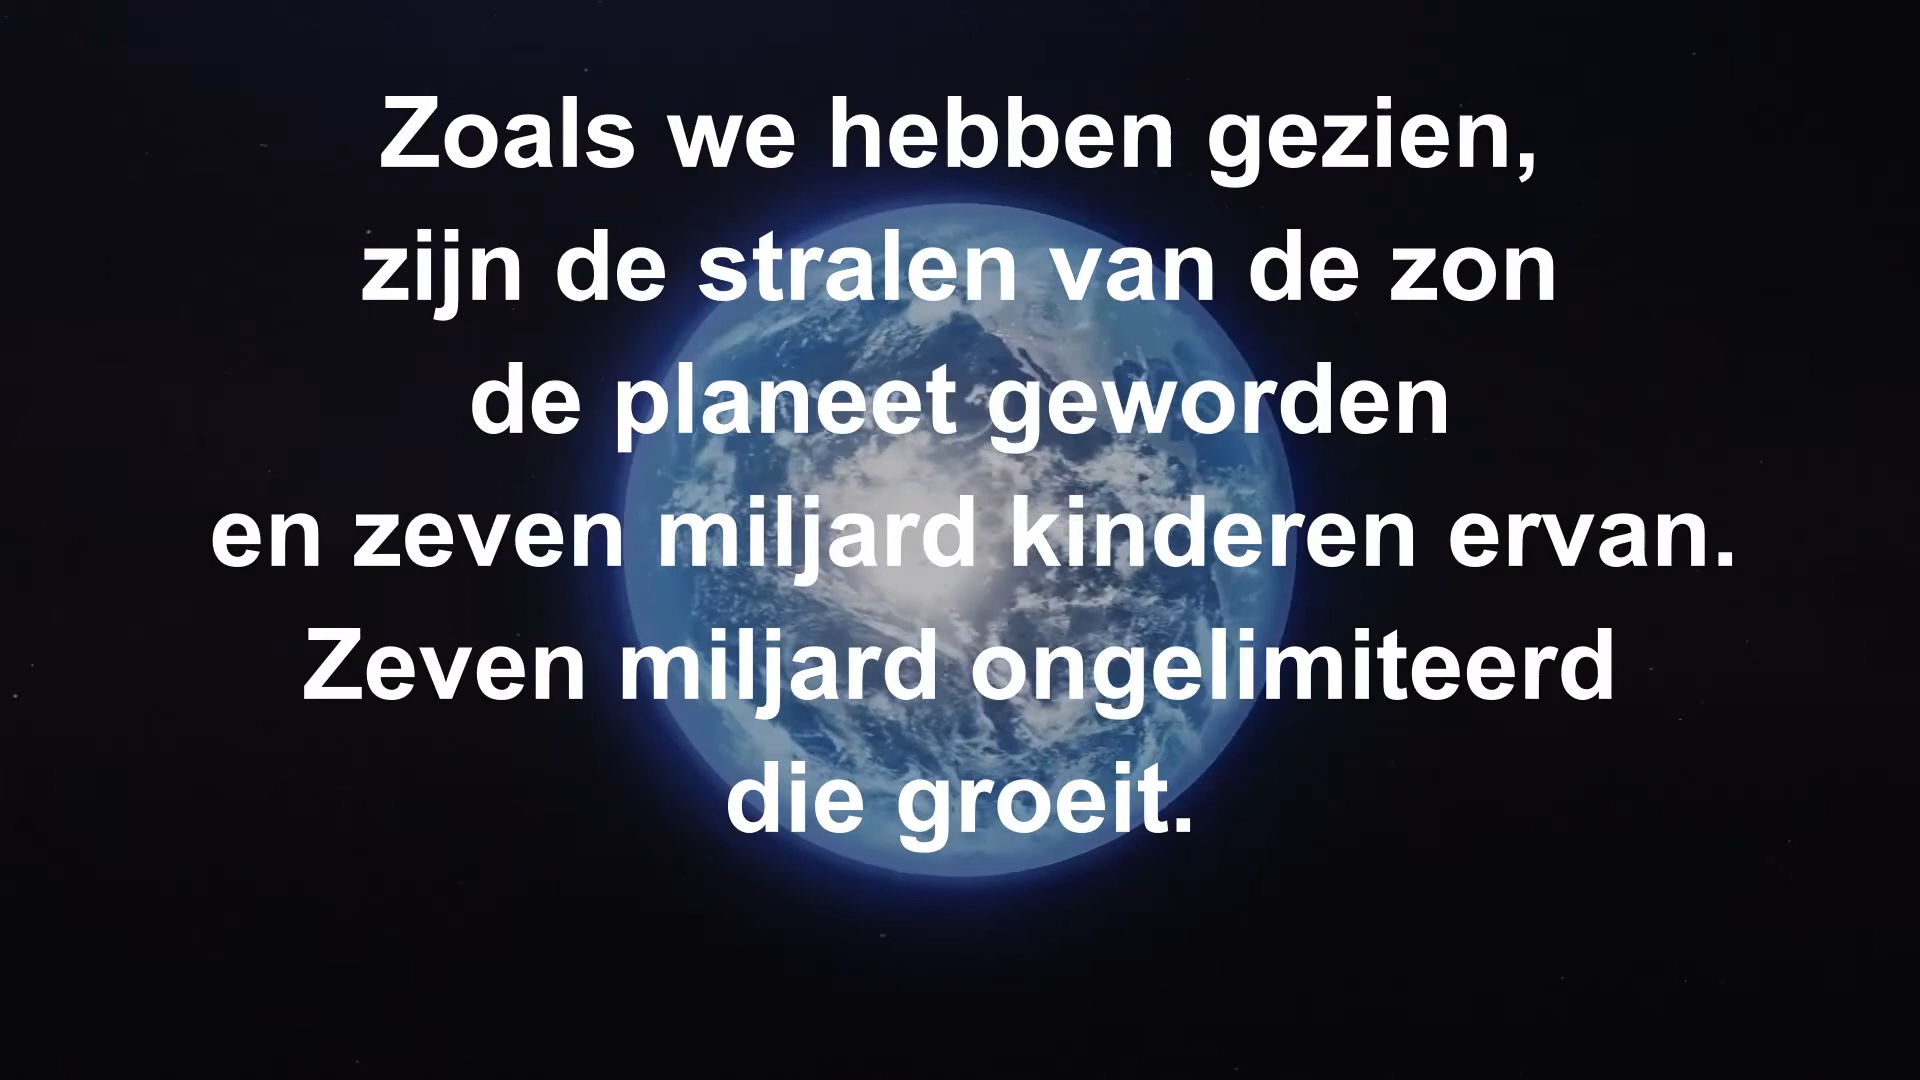 Zoals we hebben gezien,
zijn de stralen van de zon
de planeet geworden
en zeven miljard kinderen ervan.
Zeven miljard ongelimiteerd
die groeit.